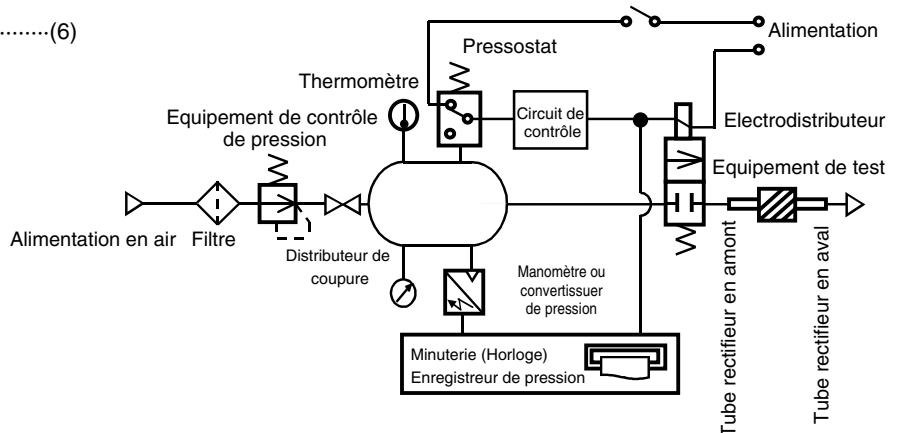 ········(6)
Alimentation
Pressostat
Thermomètre
Equipement de contrôle
de pression
Circuit de
contrôle
Electrodistributeur
Equipement de test
Alimentation en air
Filtre
Distributeur de
coupure
Manomètre ou
convertissuer
de pression
Minuterie (Horloge)
Enregistreur de pression
Tube rectifieur en amont
Tube rectifieur en aval